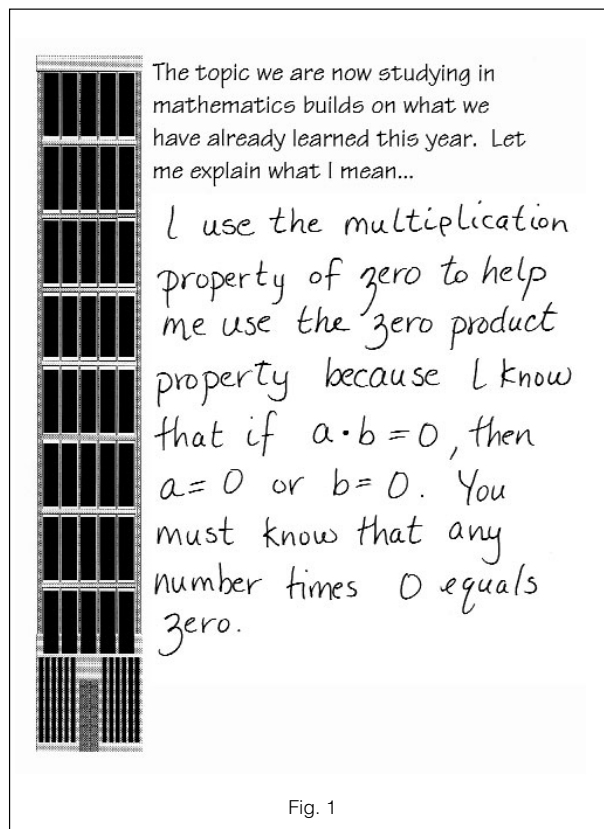 The topic we are now studying in
mathematics builds on what we
have already learned this year. Let
me explain what I mean...
I use the multiplication
property of zero to help
me use the zero product
property because I know
that if a・b = 0, then
a = 0 or b = 0. You
must know that any
number times 0 equals
zero.
Fig. 1